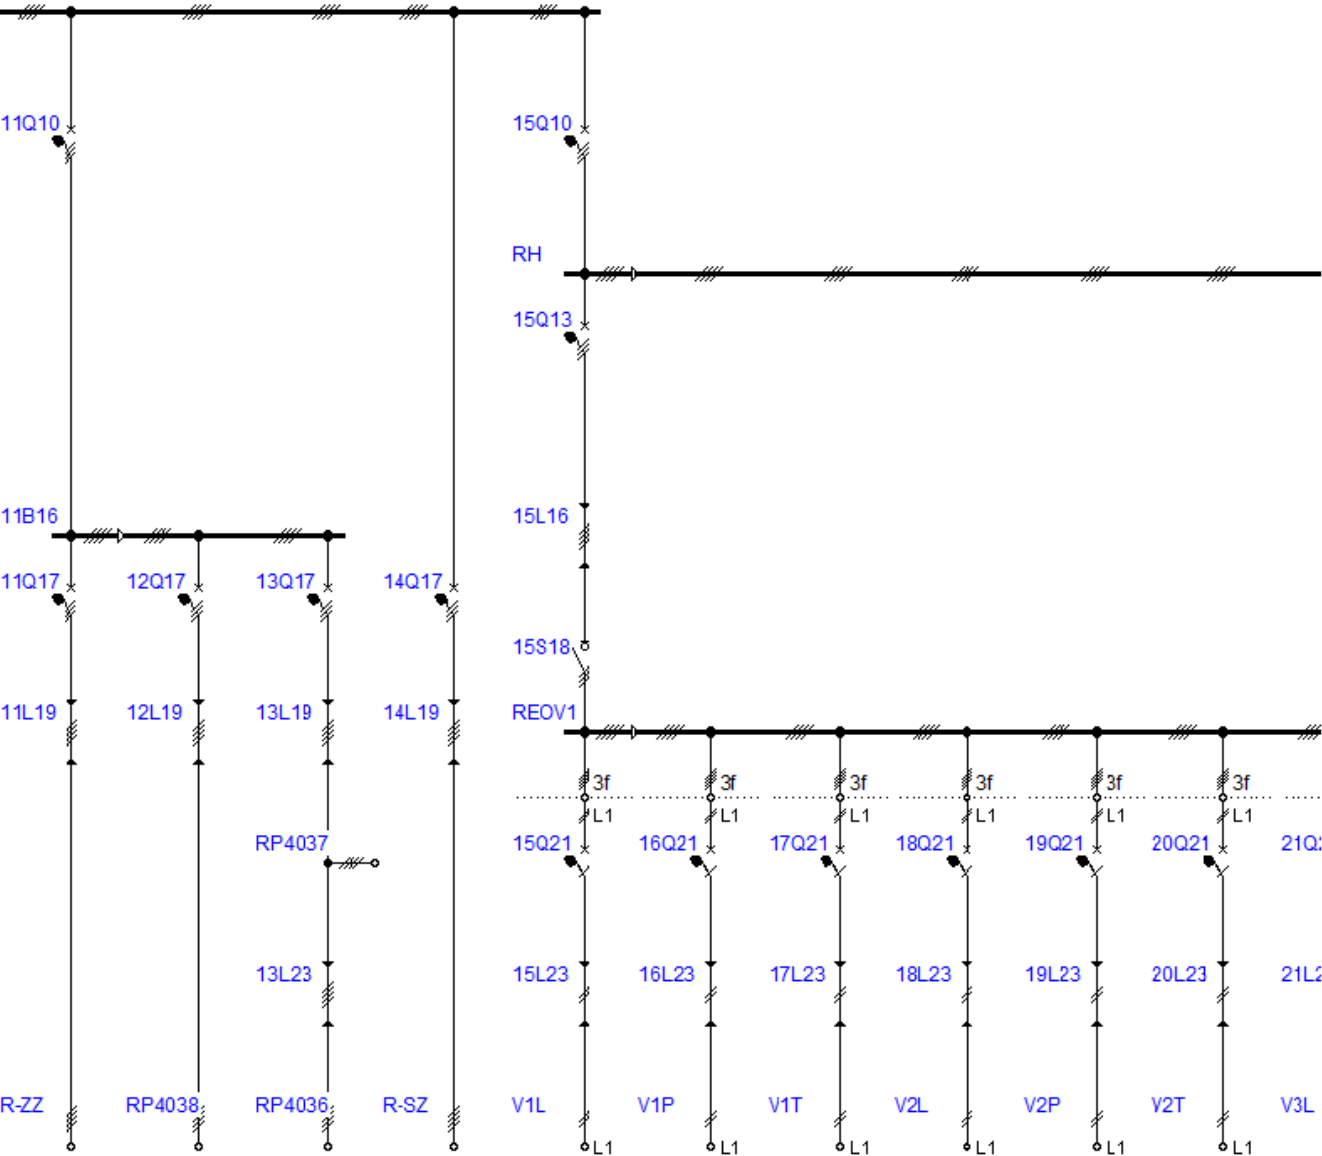 11Q10 15Q10
RH
15Q13
11B16 15L16
11Q17 12Q17 13Q17 14Q17
15S18
11L19 12L19 13L19 14L19 REOV1
3f 3f 3f 3f 3f 3f
L1 L1 L1 L1 L1 L1
RP4037 15Q21 16Q21 17Q21 18Q21 19Q21 20Q21
13L23 15L23 16L23 17L23 18L23 19L23 20L23
R-ZZ RP4038 RP4036 R-SZ V1L V1P V1T V2L V2P V2T V3L
L1 L1 L1 L1 L1 L1